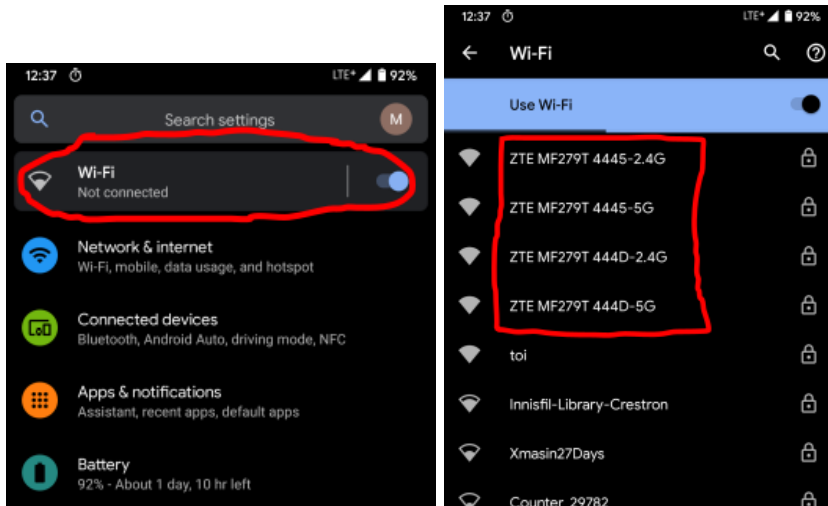 12:37 LTE+ 92%
Search settings M
Wi-Fi
Not connected
Network & internet
Wi-Fi, mobile, data usage, and hotspot
Connected devices
Bluetooth, Android Auto, driving mode, NFC
Apps & notifications
Assistant, recent apps, default apps
Battery
92% - About 1 day, 10 hr left
12:37 LTE+ 92%
Wi-Fi
Use Wi-Fi
ZTE MF279T 4445-2.4G
ZTE MF279T 4445-5G
ZTE MF279T 444D-2.4G
ZTE MF279T 444D-5G
toi
Innisfil-Library-Crestron
Xmasin27Days
Counter_29782